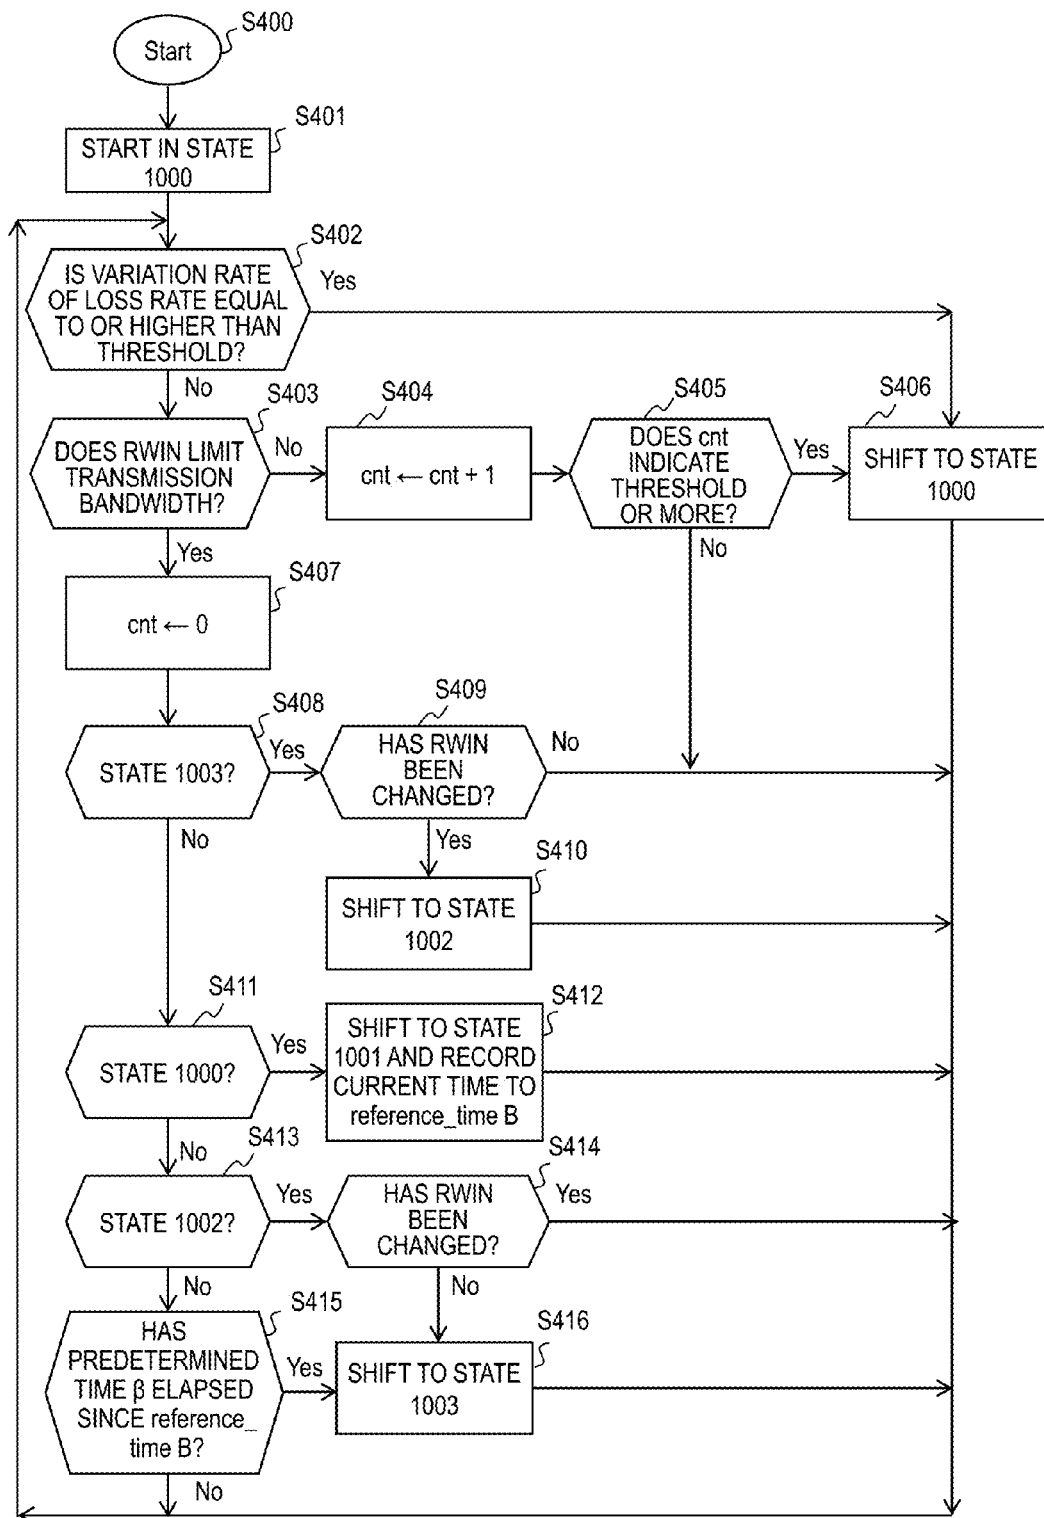 S400
Start
S401
START IN STATE
1000
S402
IS VARIATION RATE
OF LOSS RATE EQUAL
TO OR HIGHER THAN
THRESHOLD?
Yes
No
S403
DOES RWIN LIMIT
TRANSMISSION
BANDWIDTH?
No
Yes
S404
cnt ← cnt + 1
S405
DOES cnt
INDICATE
THRESHOLD
OR MORE?
Yes
No
S406
SHIFT TO STATE
1000
S407
cnt ← 0
S408
STATE 1003?
Yes
No
S409
HAS RWIN
BEEN
CHANGED?
No
Yes
S410
SHIFT TO STATE
1002
S411
STATE 1000?
Yes
No
S412
SHIFT TO STATE
1001 AND RECORD
CURRENT TIME TO
reference_time B
S413
STATE 1002?
Yes
No
S414
HAS RWIN
BEEN
CHANGED?
Yes
No
S415
HAS
PREDETERMINED
TIME β ELAPSED
SINCE reference_
time B?
Yes
No
S416
SHIFT TO STATE
1003